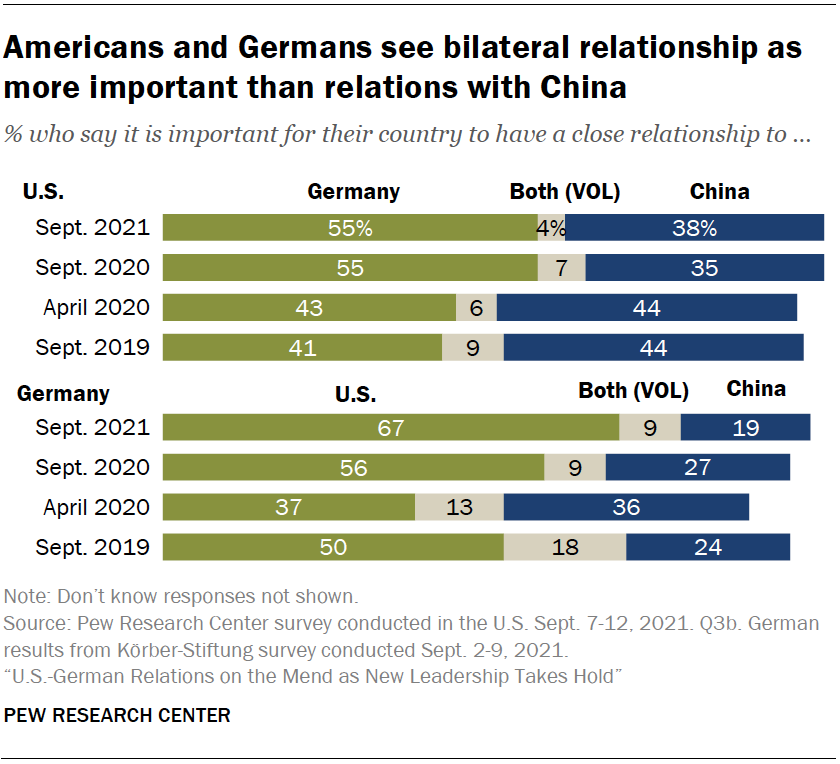 Americans and Germans see bilateral relationship as
more important than relations with China
% who say it is important for their country to have a close relationship to ...
U.S. Germany Both (VOL) China
Sept. 2021 55% 4% 38%
Sept. 2020 55 7 35
April 2020 43 6 44
Sept. 2019 41 9 44
Germany U.S. Both (VOL) China
Sept. 2021 67 9 19
Sept. 2020 56 9 27
April 2020 37 13 36
Sept. 2019 50 18 24
Note: Don’t know responses not shown.
Source: Pew Research Center survey conducted in the U.S. Sept. 7-12, 2021. Q3b. German
results from Körber-Stiftung survey conducted Sept. 2-9, 2021.
“U.S.-German Relations on the Mend as New Leadership Takes Hold”
PEW RESEARCH CENTER